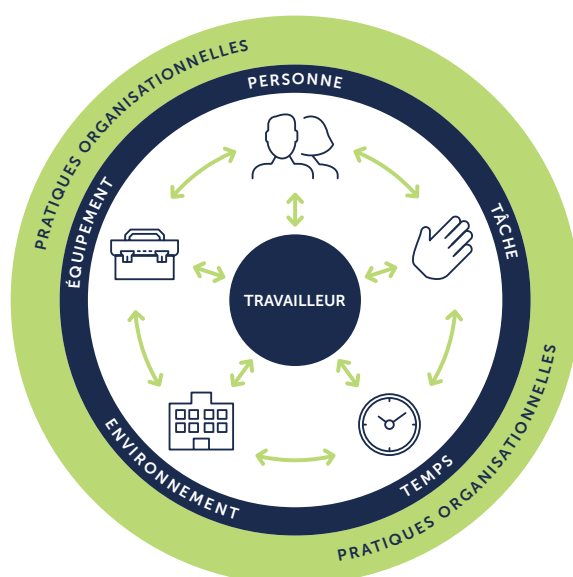 PRATIQUES ORGANISATIONNELLES
PERSONNE
ÉQUIPEMENT
TÂCHE
TRAVAILLEUR
ENVIRONNEMENT
TEMPS
PRATIQUES ORGANISATIONNELLES